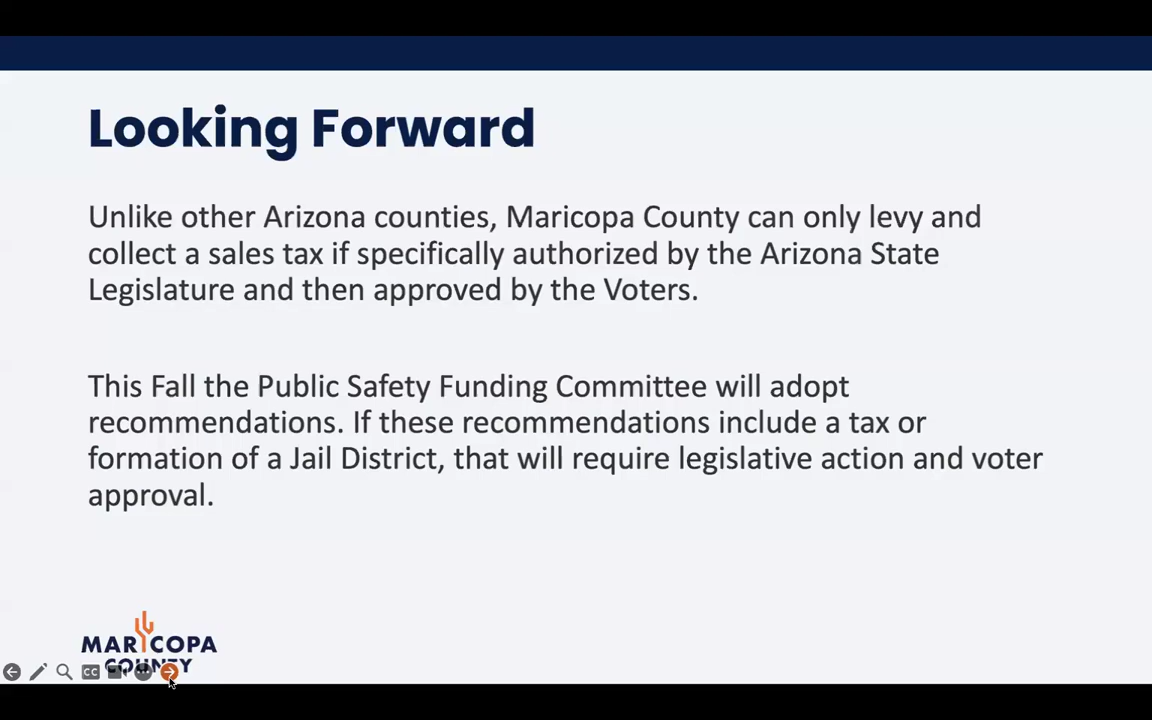 Looking Forward
Unlike other Arizona counties, Maricopa County can only levy and
collect a sales tax if specifically authorized by the Arizona State
Legislature and then approved by the Voters.
This Fall the Public Safety Funding Committee will adopt
recommendations. If these recommendations include a tax or
formation of a Jail District, that will require legislative action and voter
approval.
MARICOPA
COUNTY
CC